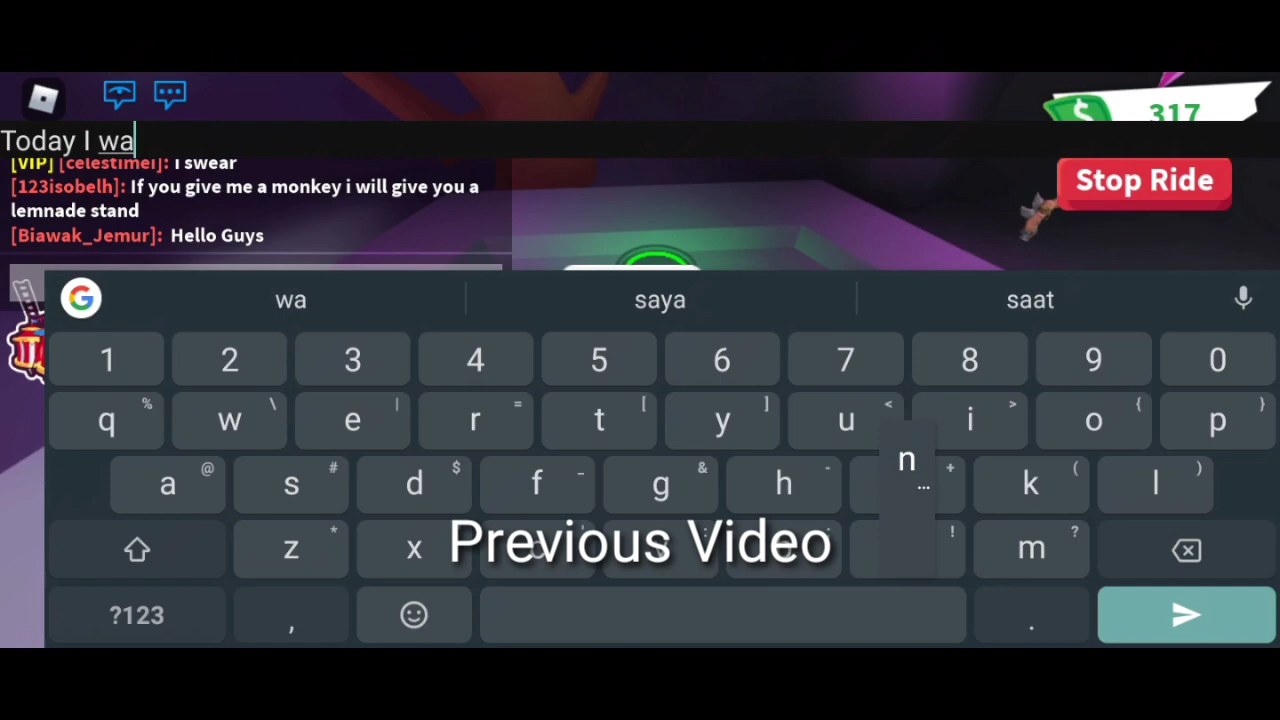 317
Today I wa
[VIP] [celestimei]: I swear
Stop Ride
[123isobelh]: If you give me a monkey i will give you a
lemnade stand
[Biawak_Jemur]: Hello Guys
G wa saya saat
1 2 3 4 5 6 7 8 9 0
% \ | = [ ] < > { }
q w e r t y u i o p
@ # $ _ & - + ( )
a s d f g h k l
n
...
* ! ?
z x m
Previous Video
?123 , .